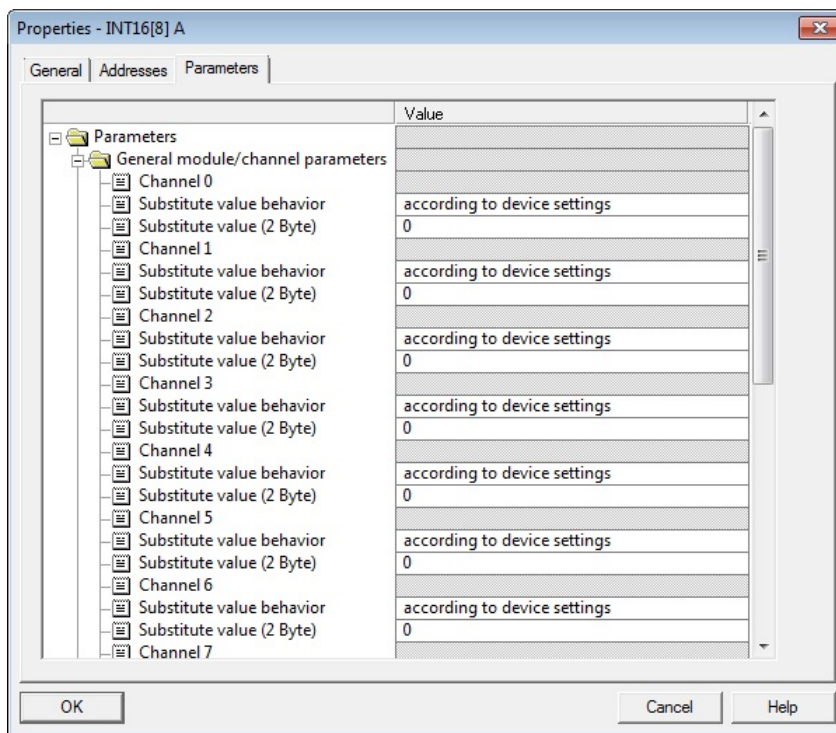 Properties - INT16[8] A
General Addresses Parameters
Value
Parameters
General module/channel parameters
Channel 0
Substitute value behavior according to device settings
Substitute value (2 Byte) 0
Channel 1
Substitute value behavior according to device settings
Substitute value (2 Byte) 0
Channel 2
Substitute value behavior according to device settings
Substitute value (2 Byte) 0
Channel 3
Substitute value behavior according to device settings
Substitute value (2 Byte) 0
Channel 4
Substitute value behavior according to device settings
Substitute value (2 Byte) 0
Channel 5
Substitute value behavior according to device settings
Substitute value (2 Byte) 0
Channel 6
Substitute value behavior according to device settings
Substitute value (2 Byte) 0
Channel 7
OK Cancel Help